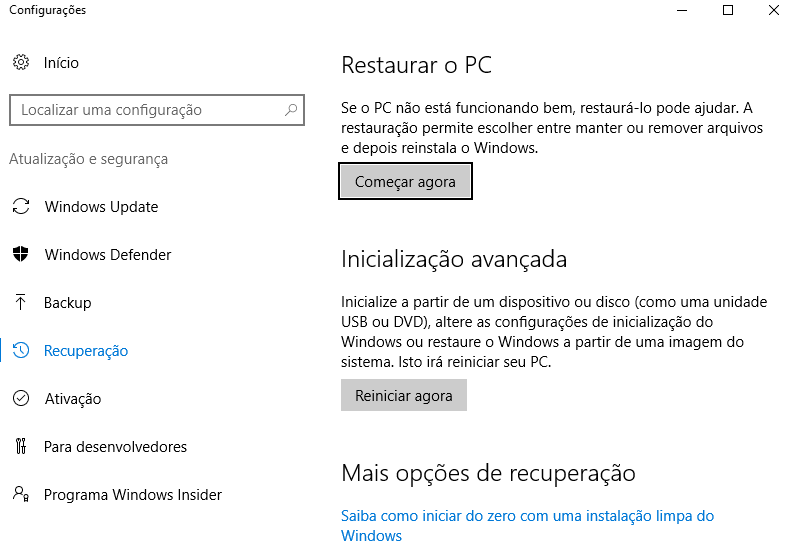 Configurações
Início
Localizar uma configuração
Atualização e segurança
Windows Update
Windows Defender
Backup
Recuperação
Ativação
Para desenvolvedores
Programa Windows Insider
Restaurar o PC
Se o PC não está funcionando bem, restaurá-lo pode ajudar. A
restauração permite escolher entre manter ou remover arquivos
e depois reinstala o Windows.
Começar agora
Inicialização avançada
Inicialize a partir de um dispositivo ou disco (como uma unidade
USB ou DVD), altere as configurações de inicialização do
Windows ou restaure o Windows a partir de uma imagem do
sistema. Isto irá reiniciar seu PC.
Reiniciar agora
Mais opções de recuperação
Saiba como iniciar do zero com uma instalação limpa do
Windows